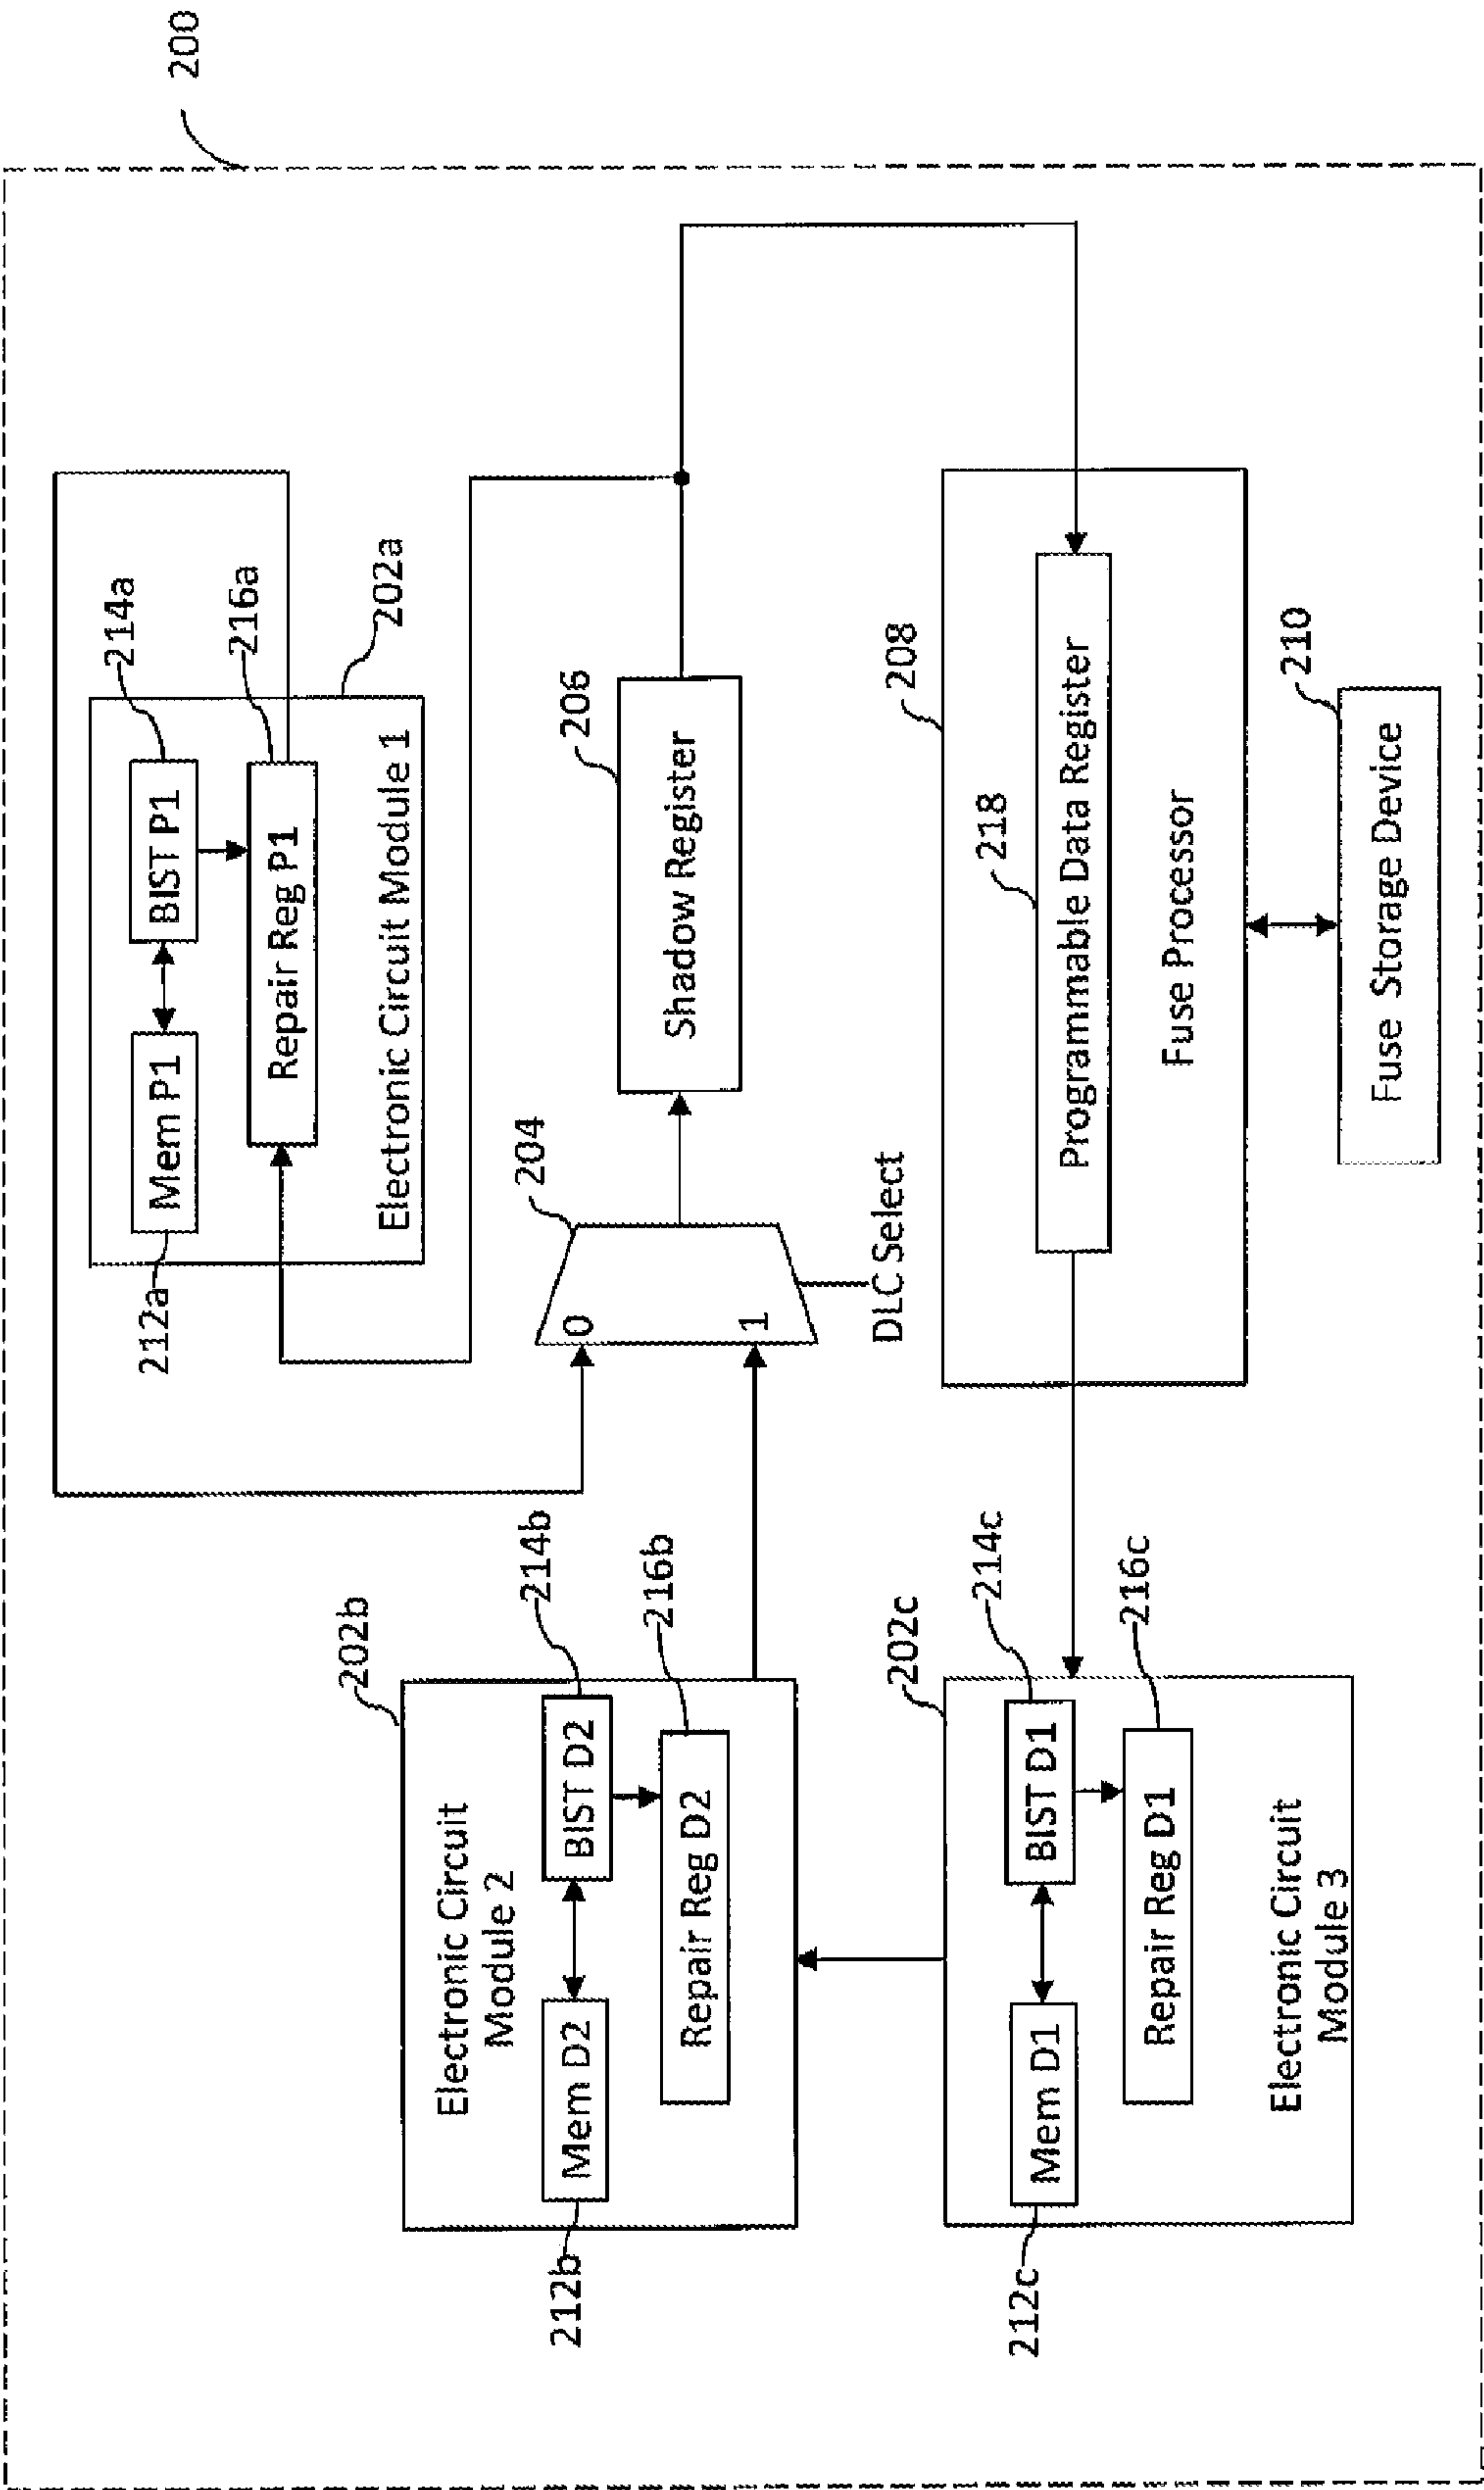 200
214a
216a
212a
Mem P1
BIST P1
Repair Reg P1
Electronic Circuit Module 1
202a
202b
Electronic Circuit
Module 2
Mem D2
BIST D2
214b
Repair Reg D2
216b
212b
204
0
1
DLC Select
206
Shadow Register
202c
214c
Mem D1
BIST D1
Repair Reg D1
216c
212c
Electronic Circuit
Module 3
208
218
Programmable Data Register
Fuse Processor
210
Fuse Storage Device